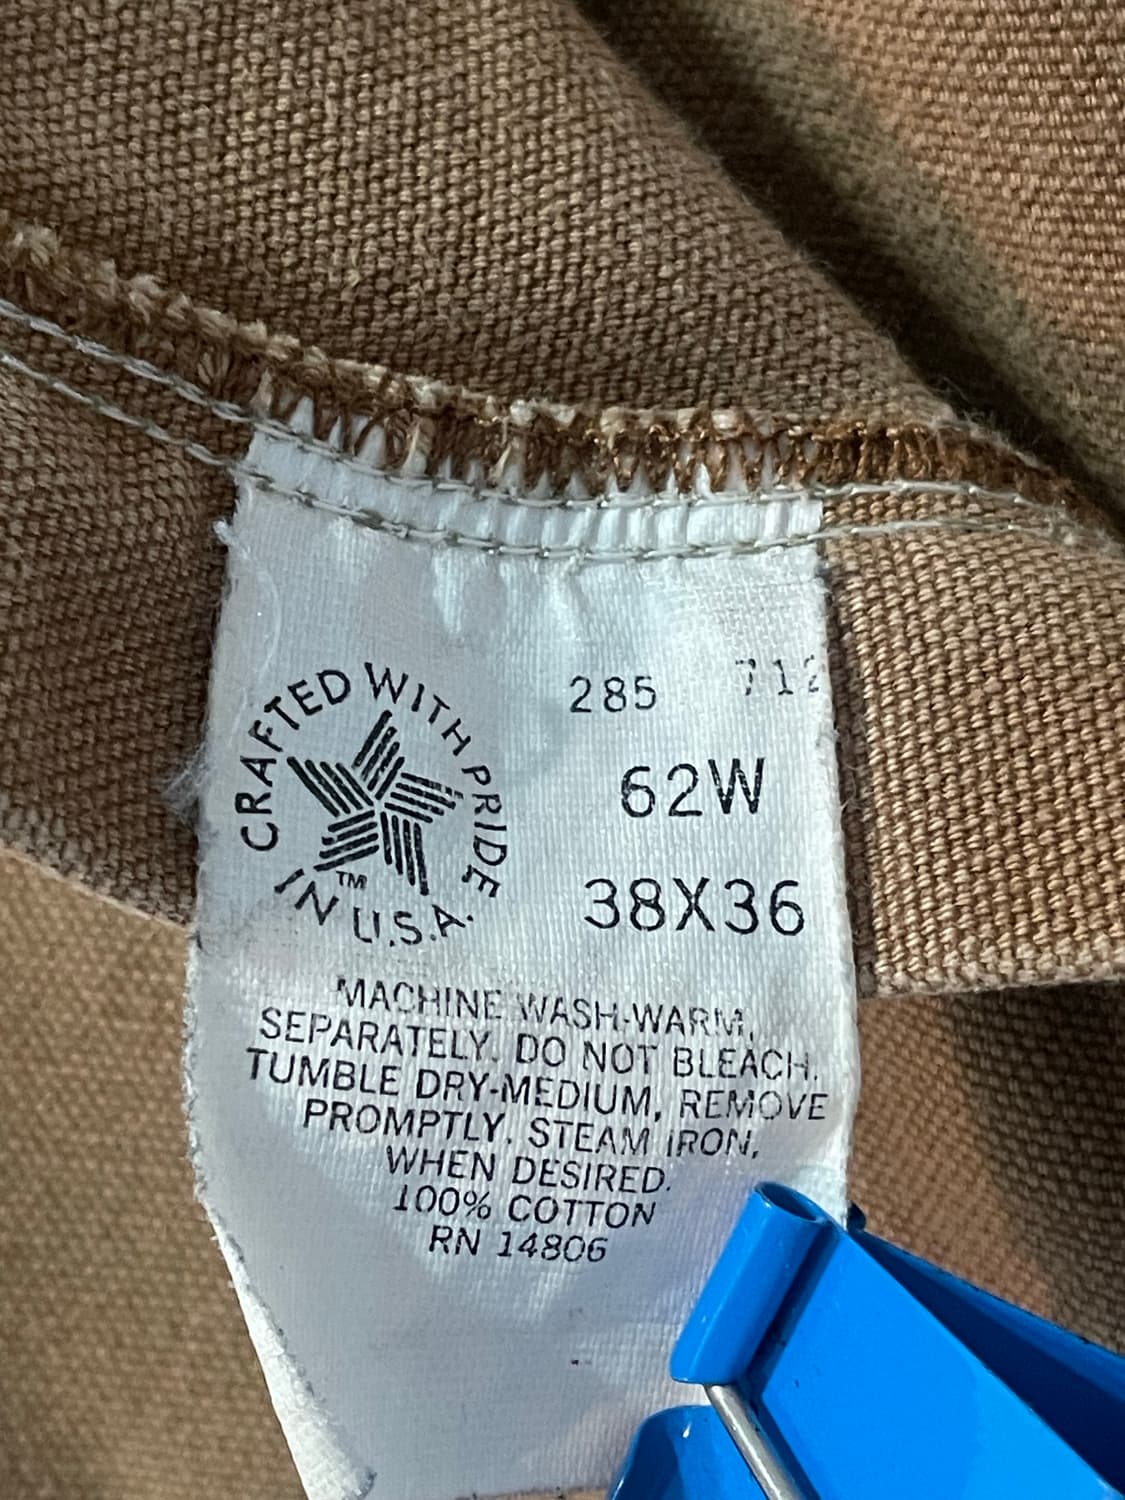 CRAFTED WITH PRIDE
IN U.S.A.
TM
285 712
62W
38X36
MACHINE WASH-WARM,
SEPARATELY. DO NOT BLEACH.
TUMBLE DRY-MEDIUM, REMOVE
PROMPTLY. STEAM IRON,
WHEN DESIRED.
100% COTTON
RN 14806